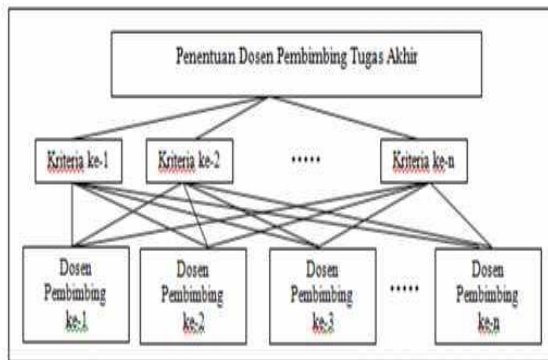 Penentuan Dosen Pembimbing Tugas Akhir
Kriteria ke-1
Kriteria ke-2
.....
Kriteria ke-n
Dosen
Pembimbing
ke-1
Dosen
Pembimbing
ke-2
Dosen
Pembimbing
ke-3
.....
Dosen
Pembimbing
ke-n